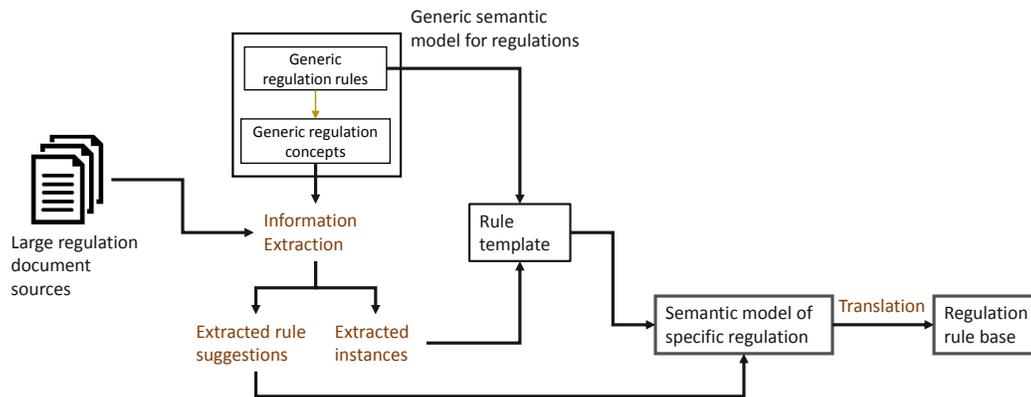 Generic semantic
model for regulations
Generic
regulation rules
Generic regulation
concepts
Large regulation
document
sources
Information
Extraction
Rule
template
Extracted rule
suggestions
Extracted
instances
Semantic model of
specific regulation
Translation
Regulation
rule base